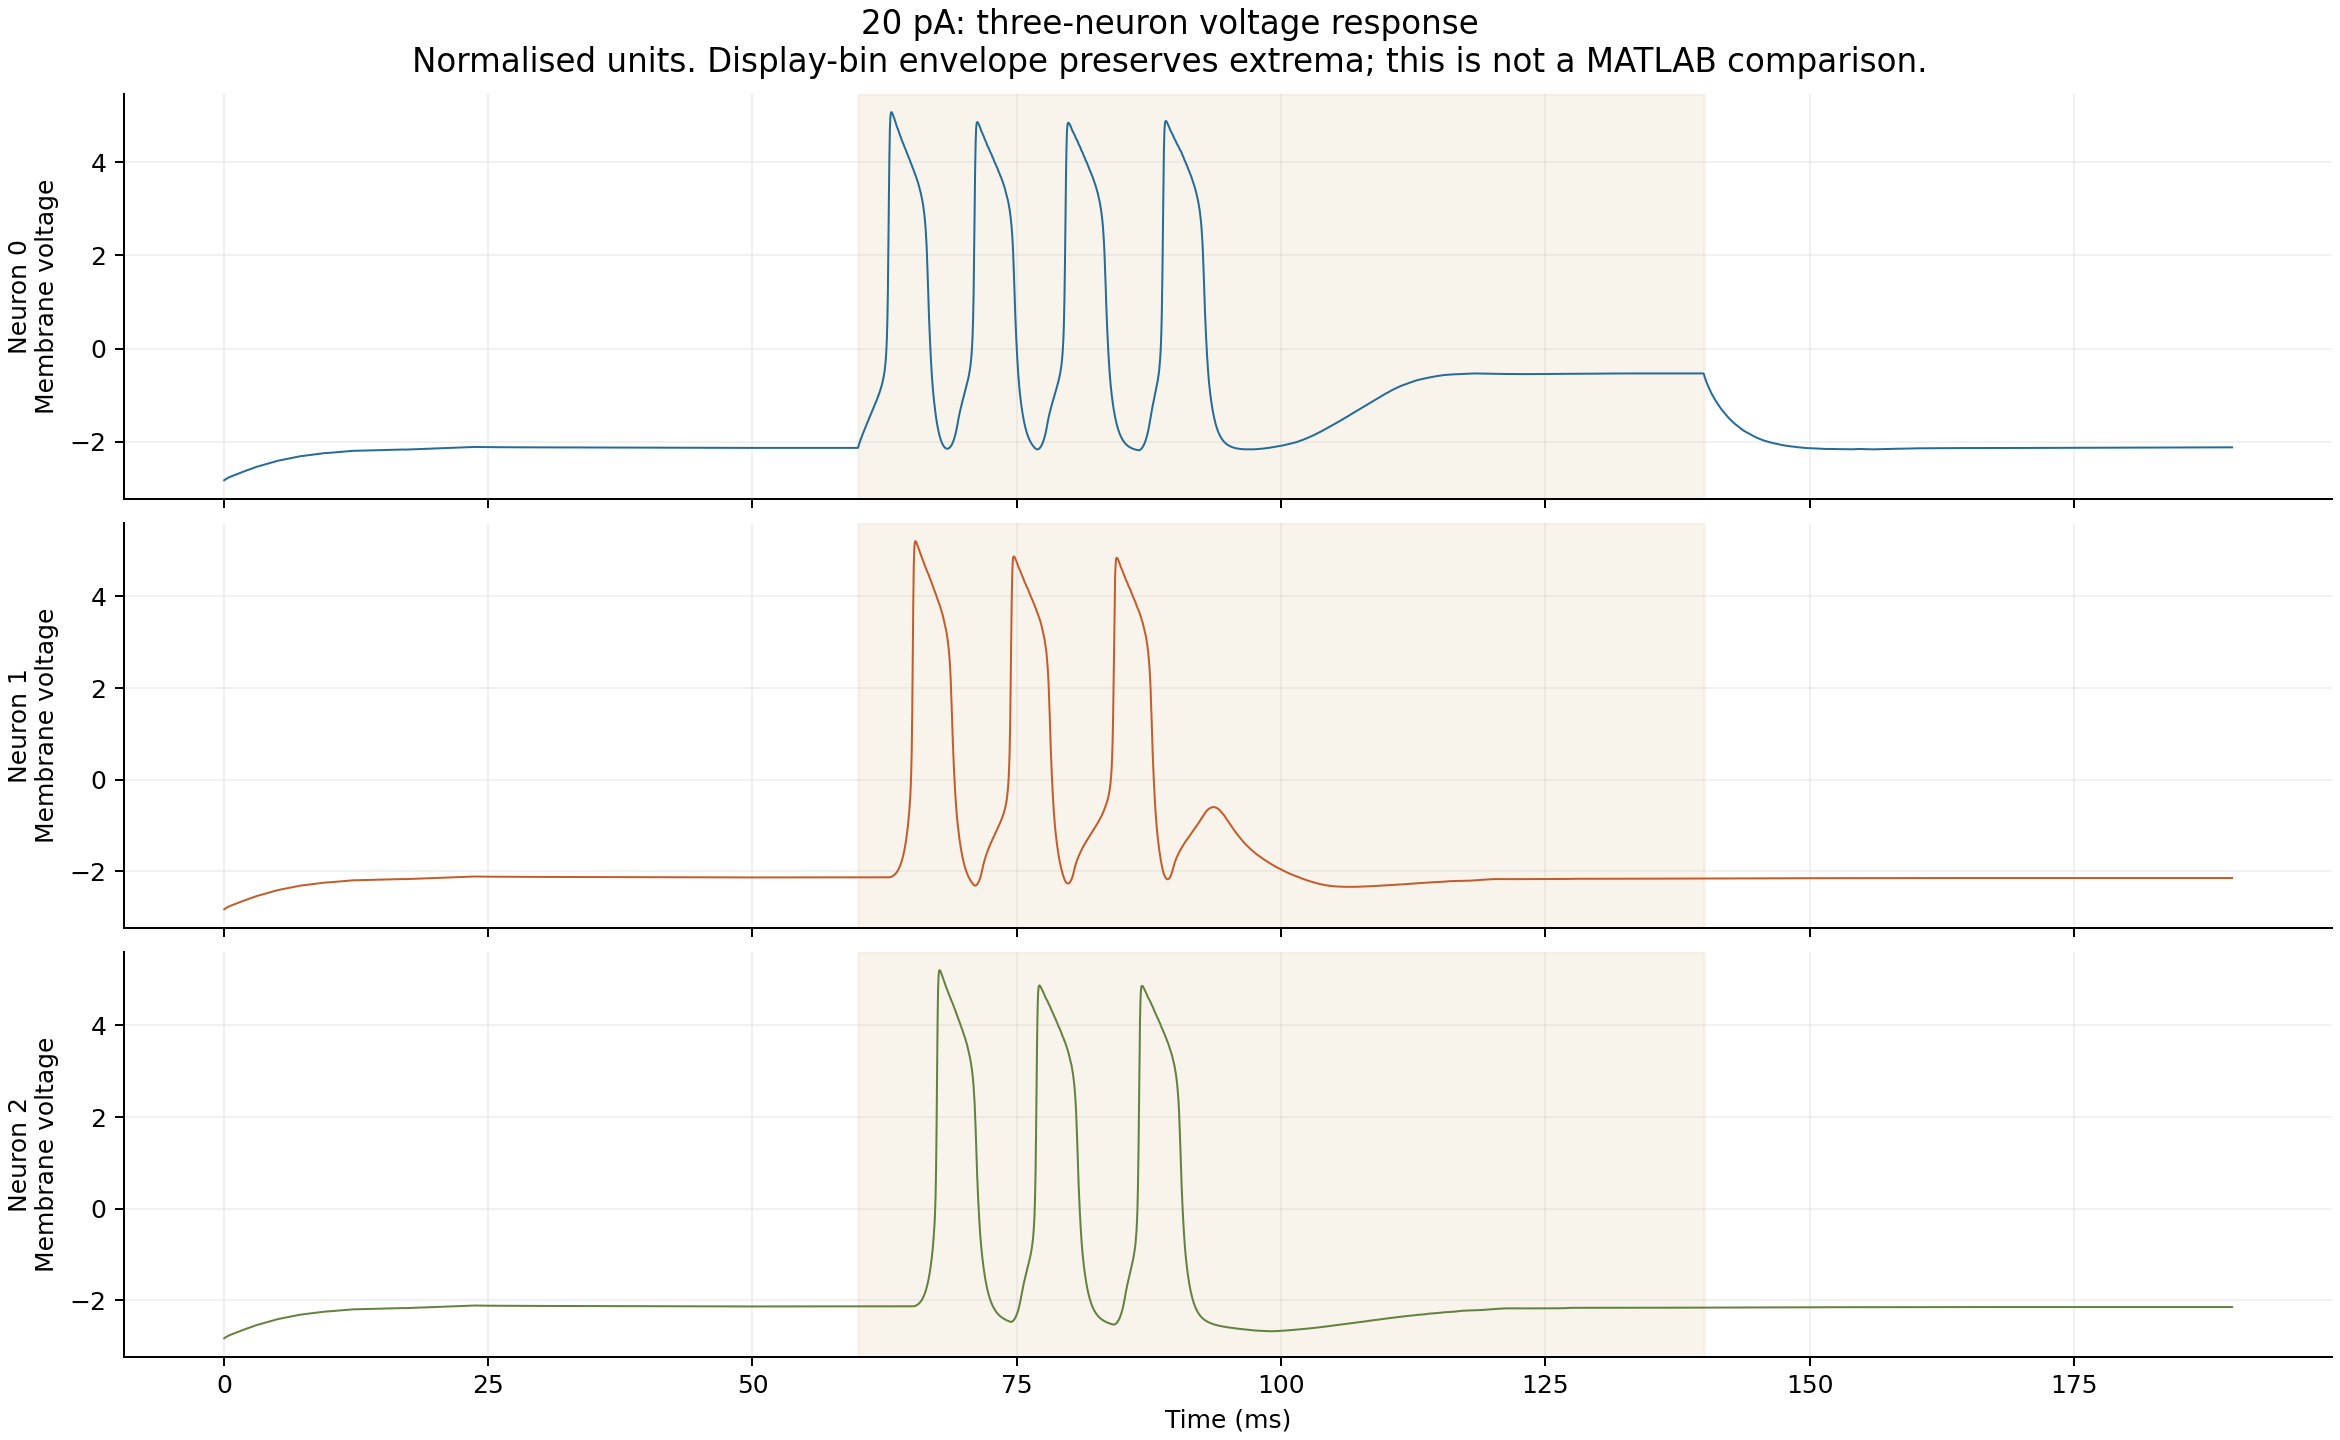 20 pA: three-neuron voltage response
Normalised units. Display-bin envelope preserves extrema; this is not a MATLAB comparison.
Neuron 0
Membrane voltage
4
2
0
−2
Neuron 1
Membrane voltage
4
2
0
−2
Neuron 2
Membrane voltage
4
2
0
−2
0 25 50 75 100 125 150 175
Time (ms)